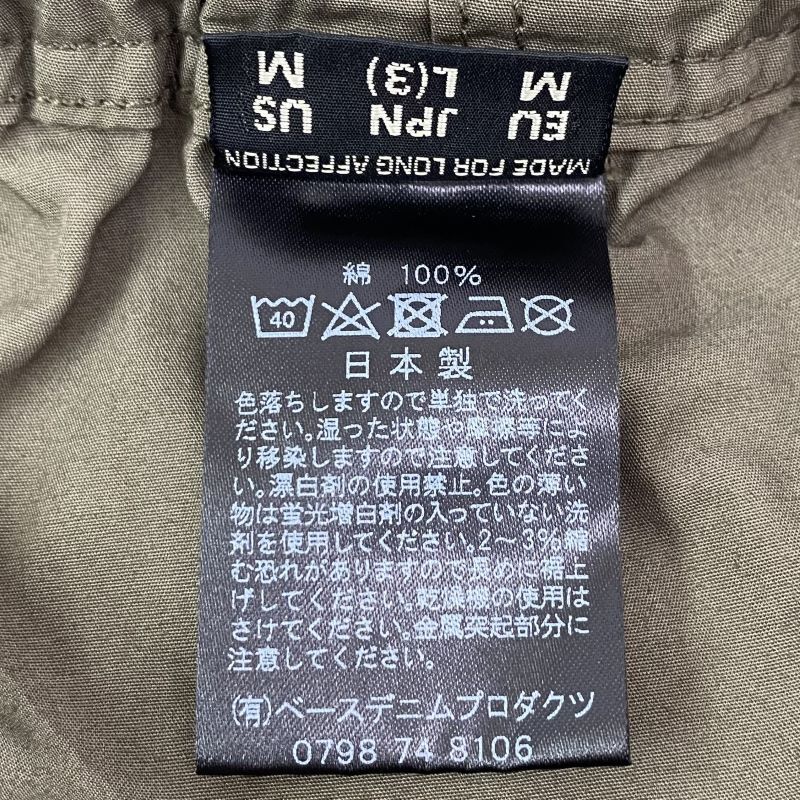 MADE FOR LONG AFFECTION
US JPN EU
M L(3) M
綿 100%
40
日本製
色落ちしますので単独で洗ってく
ださい。湿った状態や摩擦等によ
り移染しますので注意してくださ
い。漂白剤の使用禁止。色の薄い
物は蛍光増白剤の入っていない洗
剤を使用してください。2～3%縮
む恐れがありますので長めに裾上
げしてください。乾燥機の使用は
さけてください。金属突起部分に
注意してください。
(有)ベースデニムプロダクツ
0798 74 8106